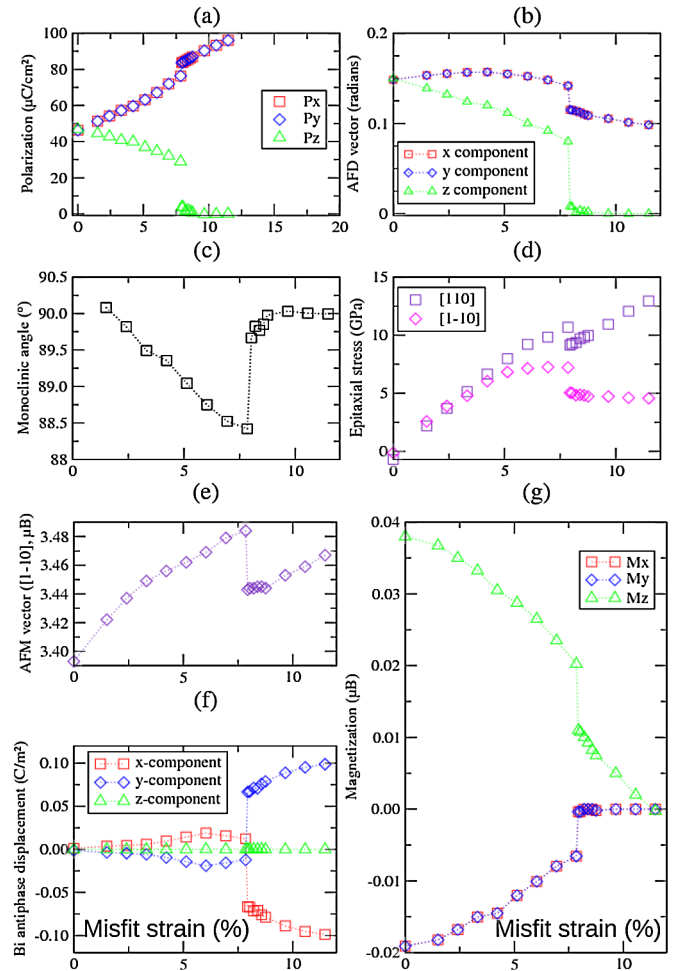 (a)
100
80
60
40
20
0
0 5 10 15 20
Polarization (μC/cm²)
Px
Py
Pz
(b)
0.2
0.1
0
0 5 10
AFD vector (radians)
x component
y component
z component
(c)
90.5
90.0
89.5
89.0
88.5
88
0 5 10
Monoclinic angle (º)
(d)
15
10
5
0
0 5 10
Epitaxial stress (GPa)
[110]
[1-10]
(e)
3,48
3,46
3,44
3,42
3,40
0 5 10
AFM vector ([1-10],μB)
(f)
0.10
0.05
0.00
-0.05
-0.10
0 5 10
Bi antiphase displacement (C/m²)
x-component
y-component
z-component
Misfit strain (%)
(g)
0.04
0.03
0.02
0.01
0.00
-0.01
-0.02
0 5 10
Magnetization (μB)
Mx
My
Mz
Misfit strain (%)